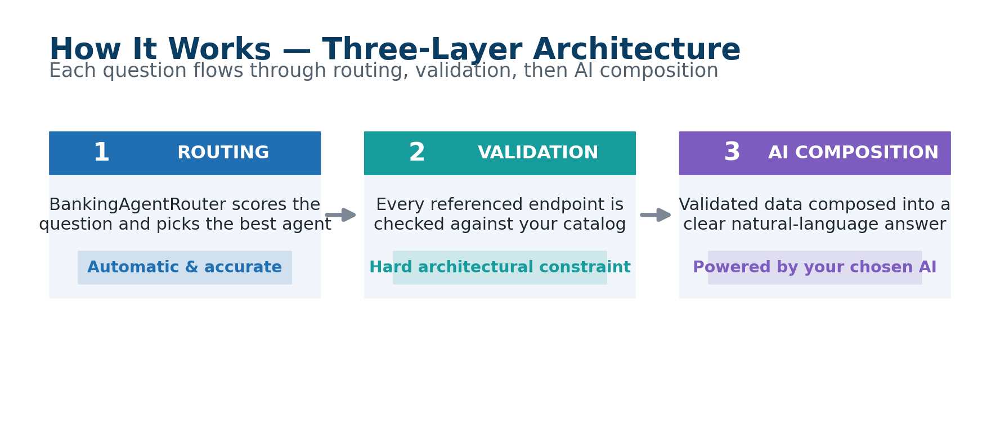 How It Works — Three-Layer Architecture
Each question flows through routing, validation, then AI composition
1 ROUTING
BankingAgentRouter scores the
question and picks the best agent
Automatic & accurate
2 VALIDATION
Every referenced endpoint is
checked against your catalog
Hard architectural constraint
3 AI COMPOSITION
Validated data composed into a
clear natural-language answer
Powered by your chosen AI